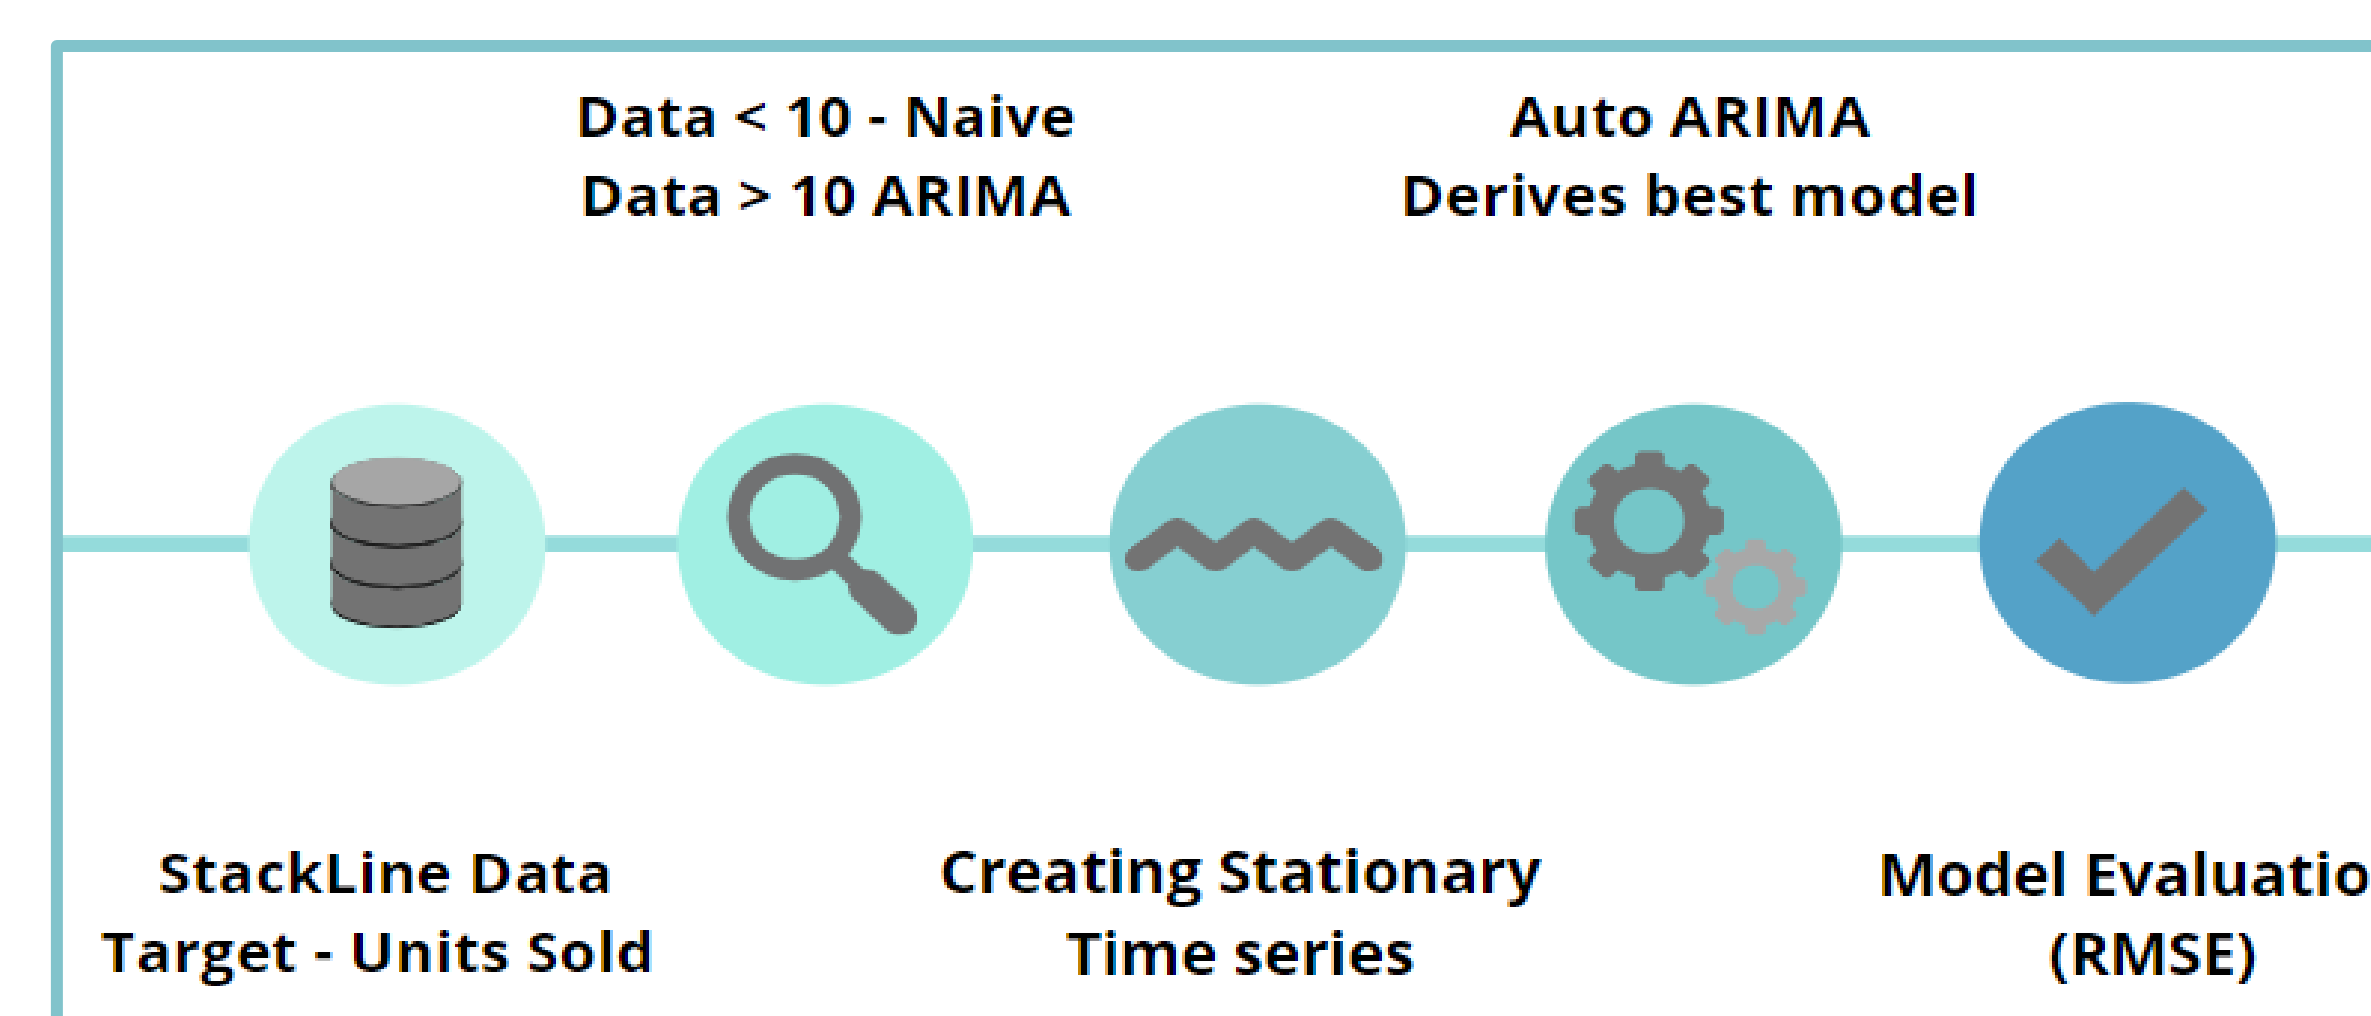 Data < 10 - Naive
Data > 10 ARIMA
Auto ARIMA
Derives best model
StackLine Data
Target - Units Sold
Creating Stationary
Time series
Model Evaluatio
(RMSE)